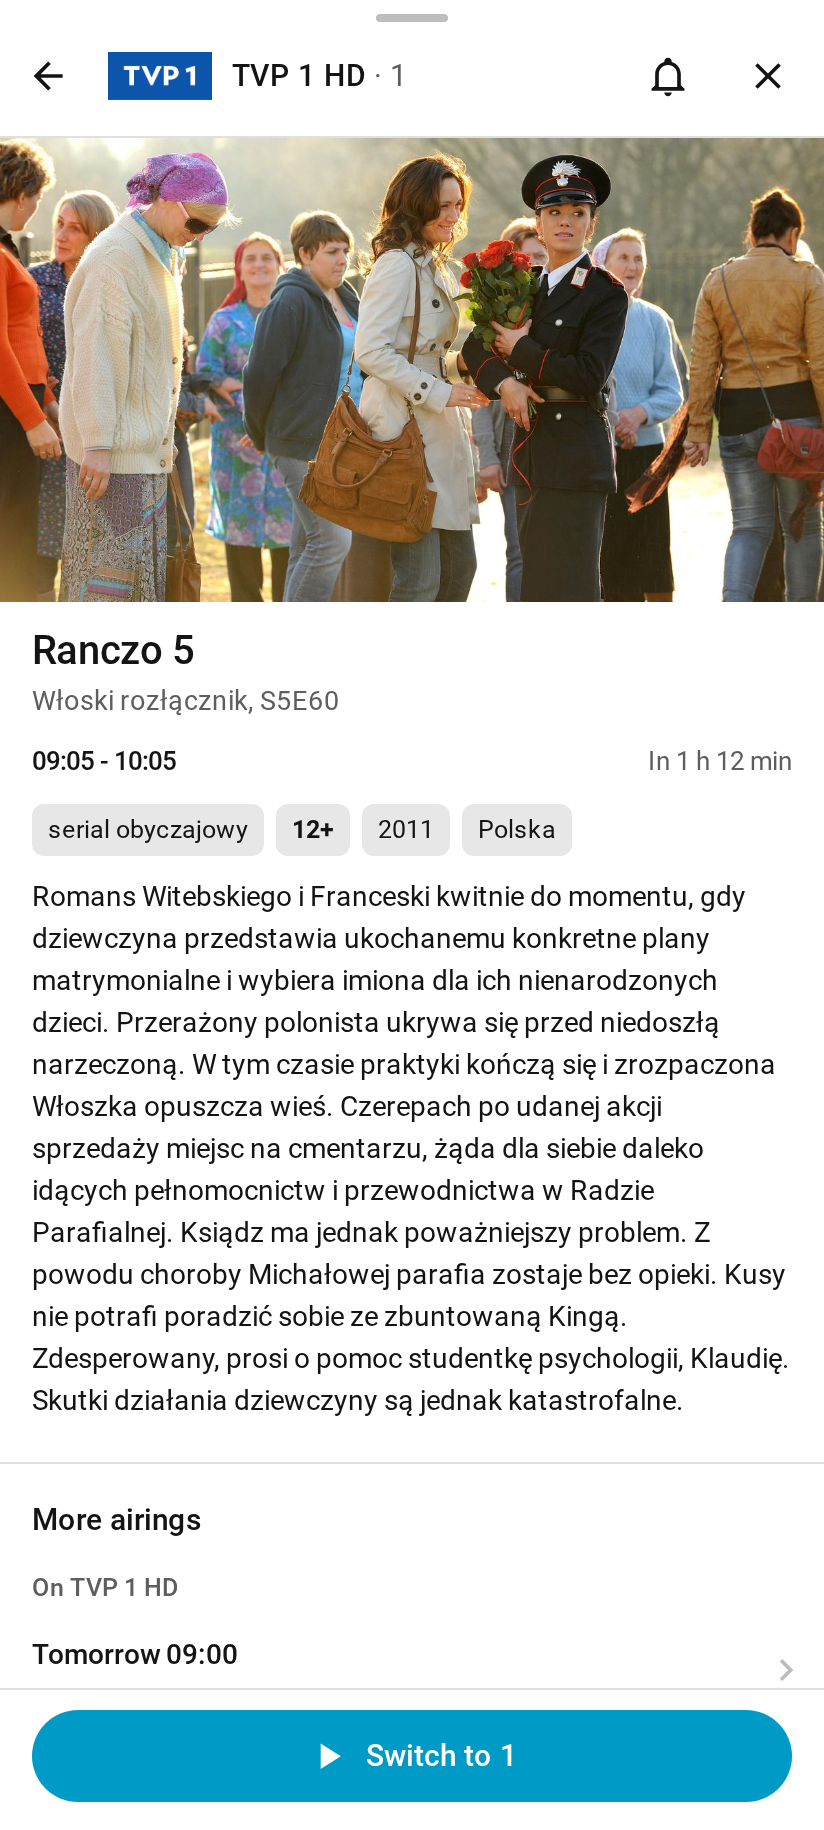 TVP 1
TVP 1 HD · 1
Ranczo 5
Włoski rozłącznik, S5E60
09:05 - 10:05
In 1 h 12 min
serial obyczajowy
12+
2011
Polska
Romans Witebskiego i Franceski kwitnie do momentu, gdy
dziewczyna przedstawia ukochanemu konkretne plany
matrymonialne i wybiera imiona dla ich nienarodzonych
dzieci. Przerażony polonista ukrywa się przed niedoszłą
narzeczoną. W tym czasie praktyki kończą się i zrozpaczona
Włoszka opuszcza wieś. Czerepach po udanej akcji
sprzedaży miejsc na cmentarzu, żąda dla siebie daleko
idących pełnomocnictw i przewodnictwa w Radzie
Parafialnej. Ksiądz ma jednak poważniejszy problem. Z
powodu choroby Michałowej parafia zostaje bez opieki. Kusy
nie potrafi poradzić sobie ze zbuntowaną Kingą.
Zdesperowany, prosi o pomoc studentkę psychologii, Klaudię.
Skutki działania dziewczyny są jednak katastrofalne.
More airings
On TVP 1 HD
Tomorrow 09:00
Switch to 1